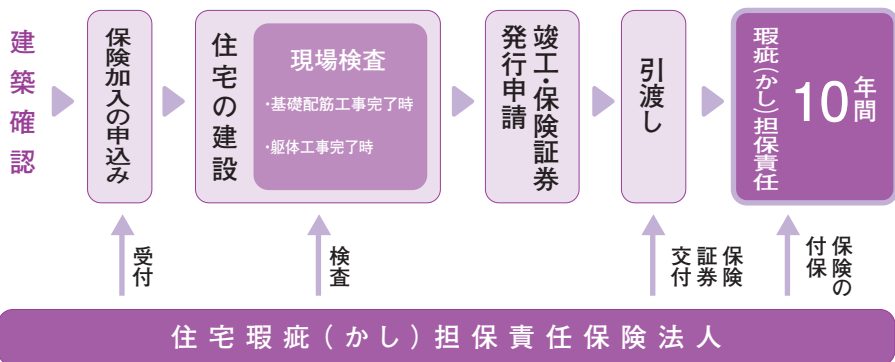 建築確認
保険加入の申込み
住宅の建設
現場検査
・基礎配筋工事完了時
・躯体工事完了時
竣工・保険証券
発行申請
引渡し
瑕疵(かし)担保責任
10年間
受付
検査
保険
証券
交付
保険の
付保
住宅瑕疵(かし)担保責任保険法人